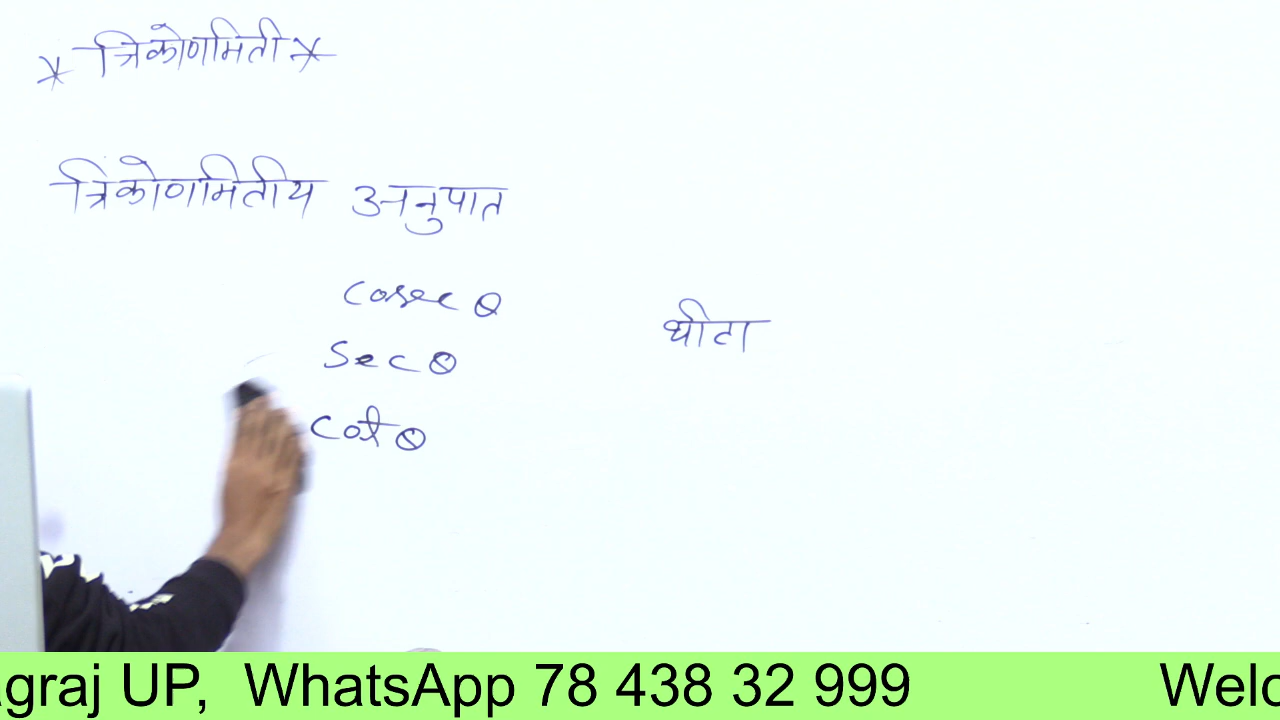 * त्रिकोणमिती *
त्रिकोणमितीय अनुपात
cosec θ
थीटा
sec θ
cot θ
graj UP, WhatsApp 78 438 32 999 Welc